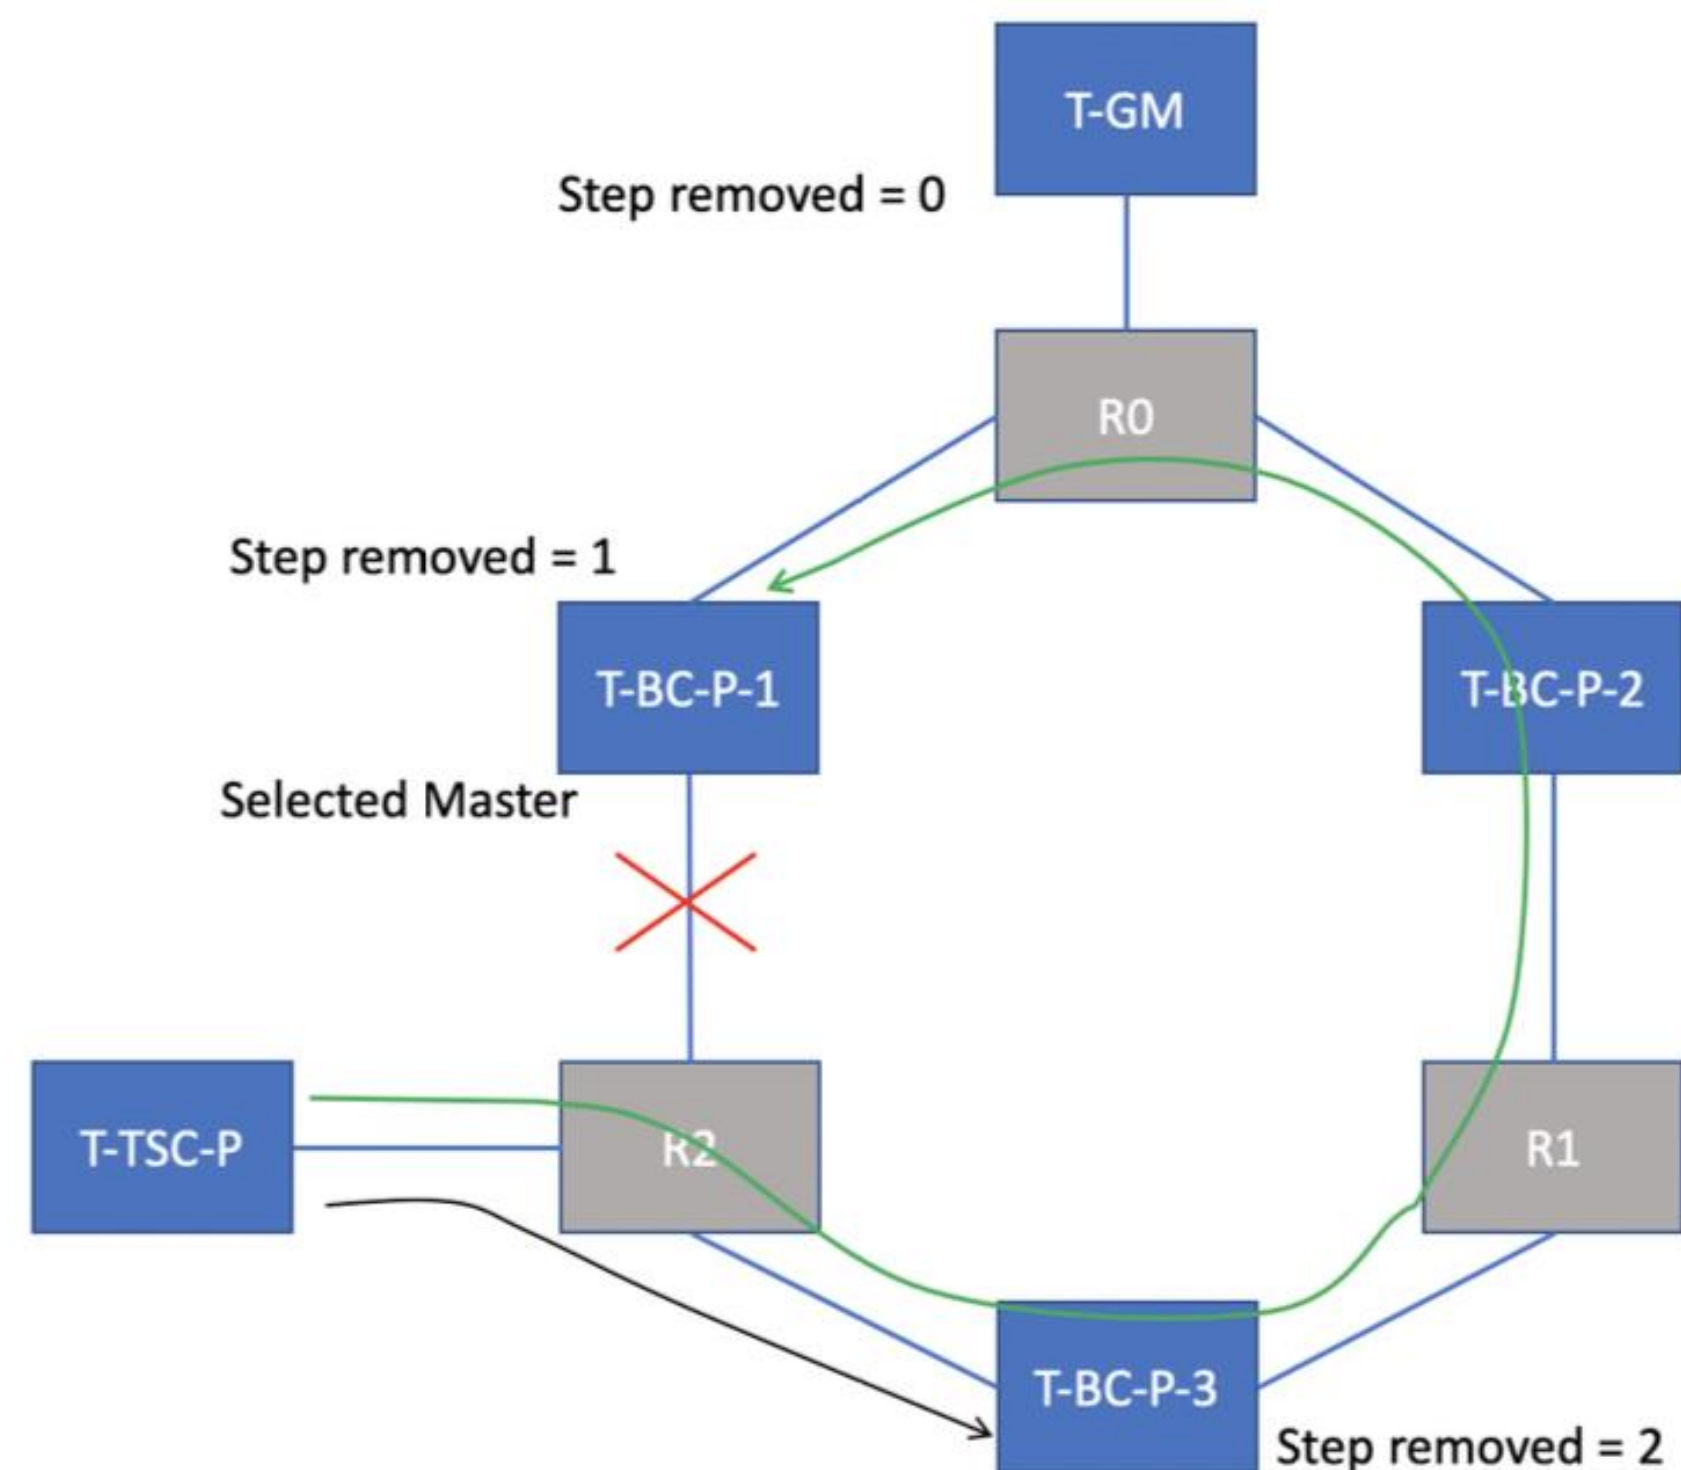 T-GM
Step removed = 0
R0
Step removed = 1
T-BC-P-1
T-BC-P-2
Selected Master
T-TSC-P
R2
R1
T-BC-P-3
Step removed = 2